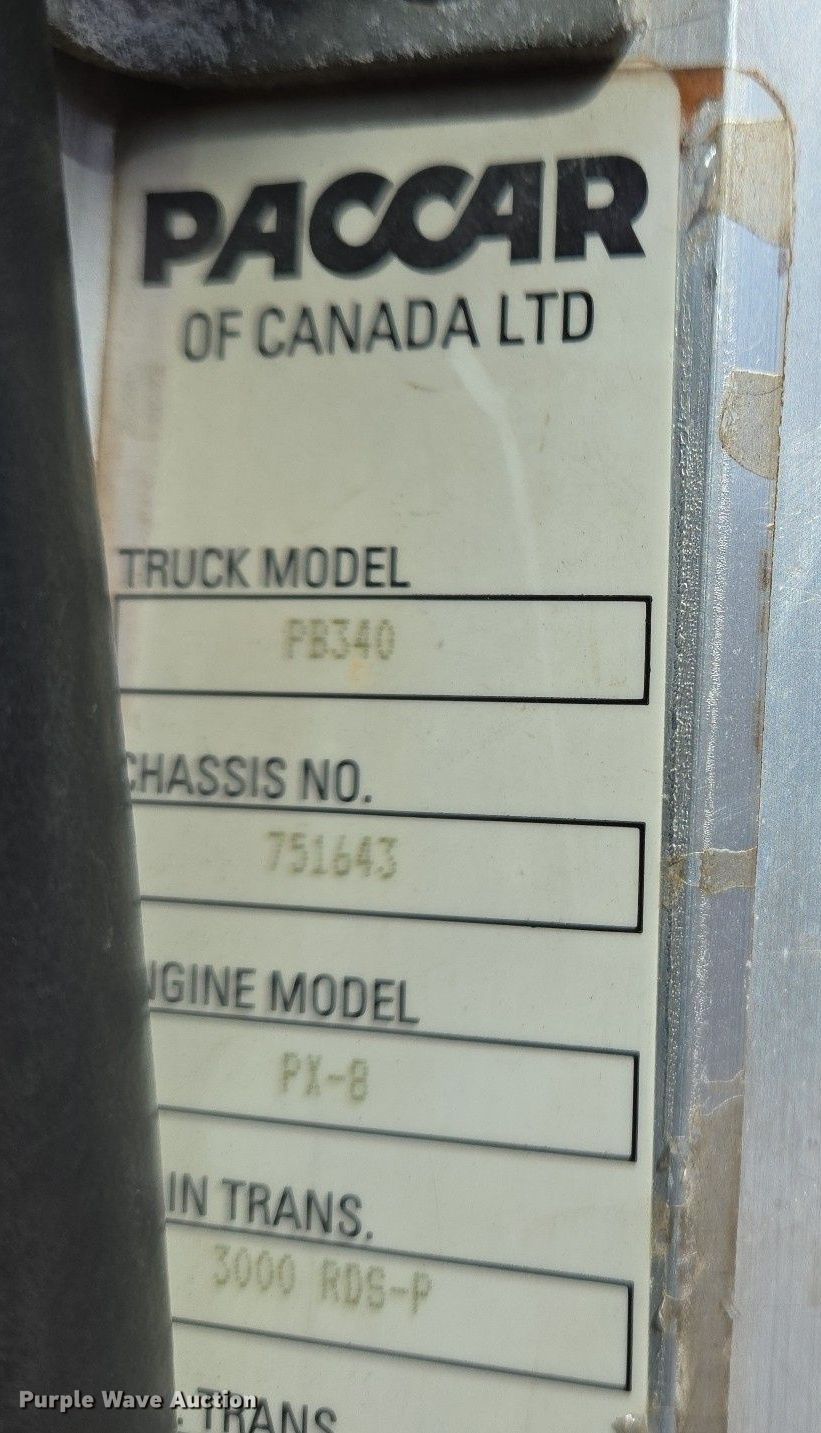 PACCAR
OF CANADA LTD
TRUCK MODEL
PB340
CHASSIS NO.
751643
NGINE MODEL
PX-8
IN TRANS.
3000 RDS-P
. TRANS
Purple Wave Auction